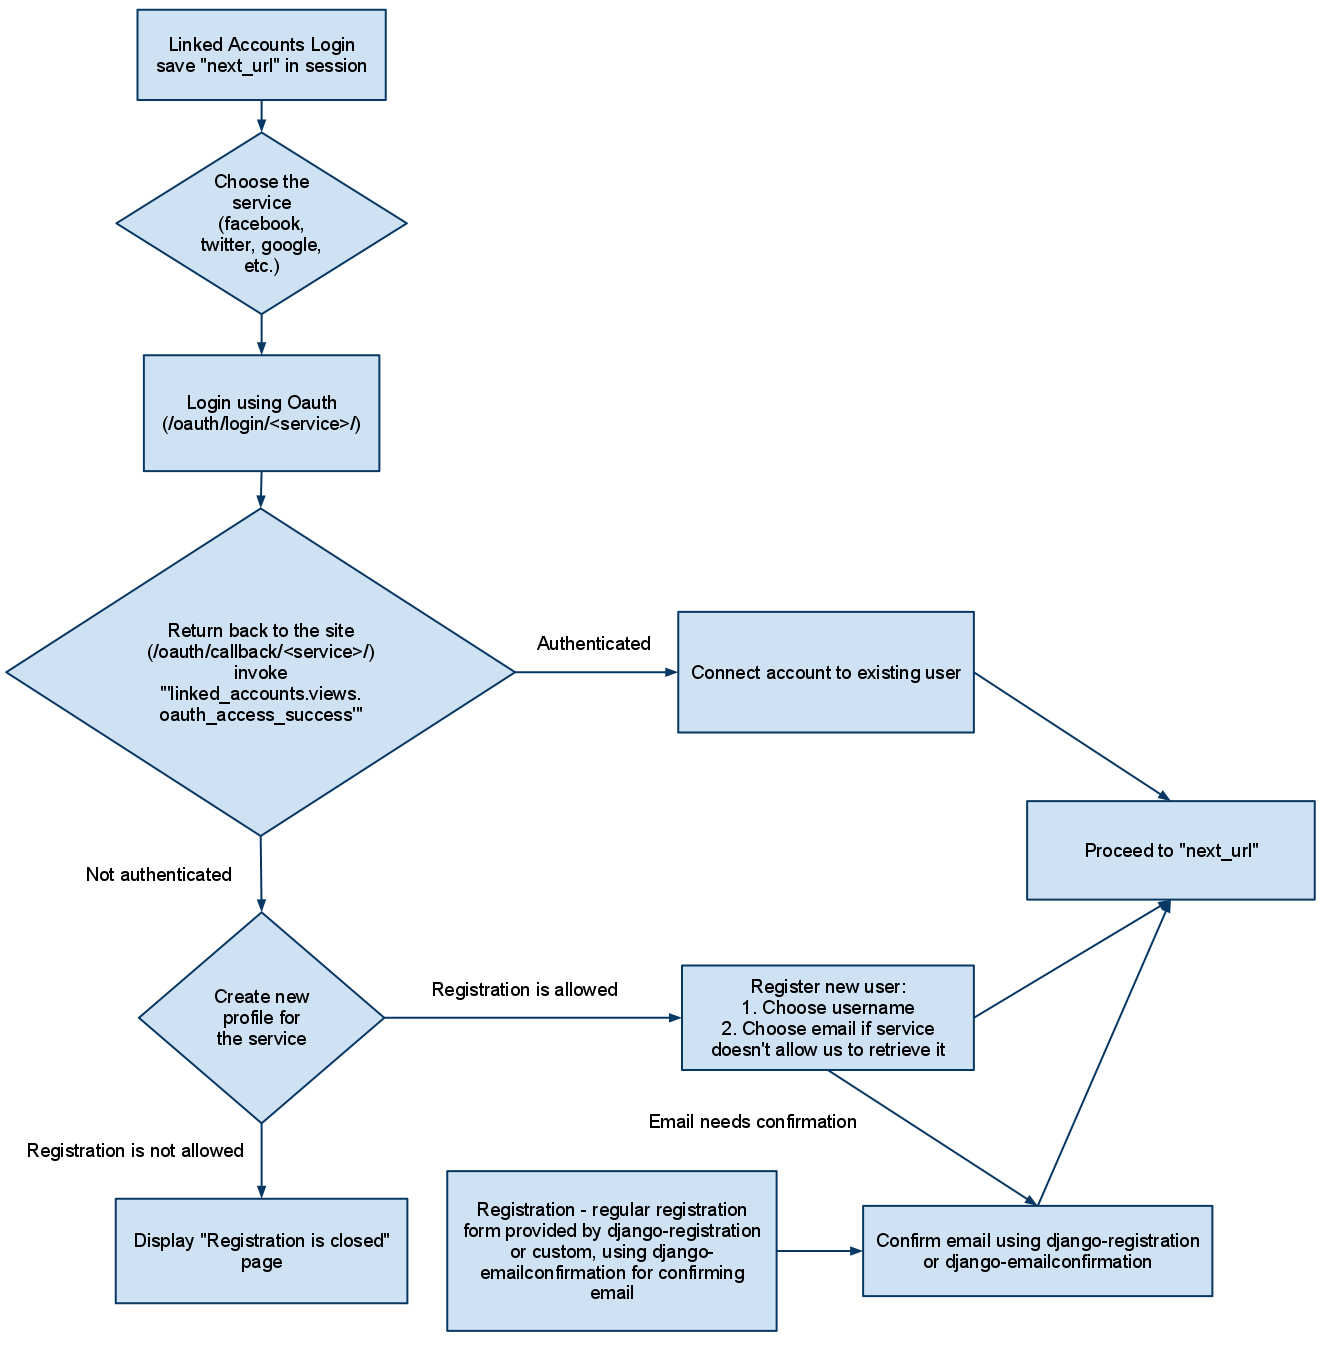 Linked Accounts Login
save "next_url" in session
Choose the
service
(facebook,
twitter, google,
etc.)
Login using Oauth
(/oauth/login/<service>/)
Return back to the site
(/oauth/callback/<service>/)
invoke
"'linked_accounts.views.
oauth_access_success'"
Authenticated
Connect account to existing user
Proceed to "next_url"
Not authenticated
Create new
profile for
the service
Registration is allowed
Register new user:
1. Choose username
2. Choose email if service
doesn't allow us to retrieve it
Email needs confirmation
Registration is not allowed
Display "Registration is closed"
page
Registration - regular registration
form provided by django-registration
or custom, using django-
emailconfirmation for confirming
email
Confirm email using django-registration
or django-emailconfirmation